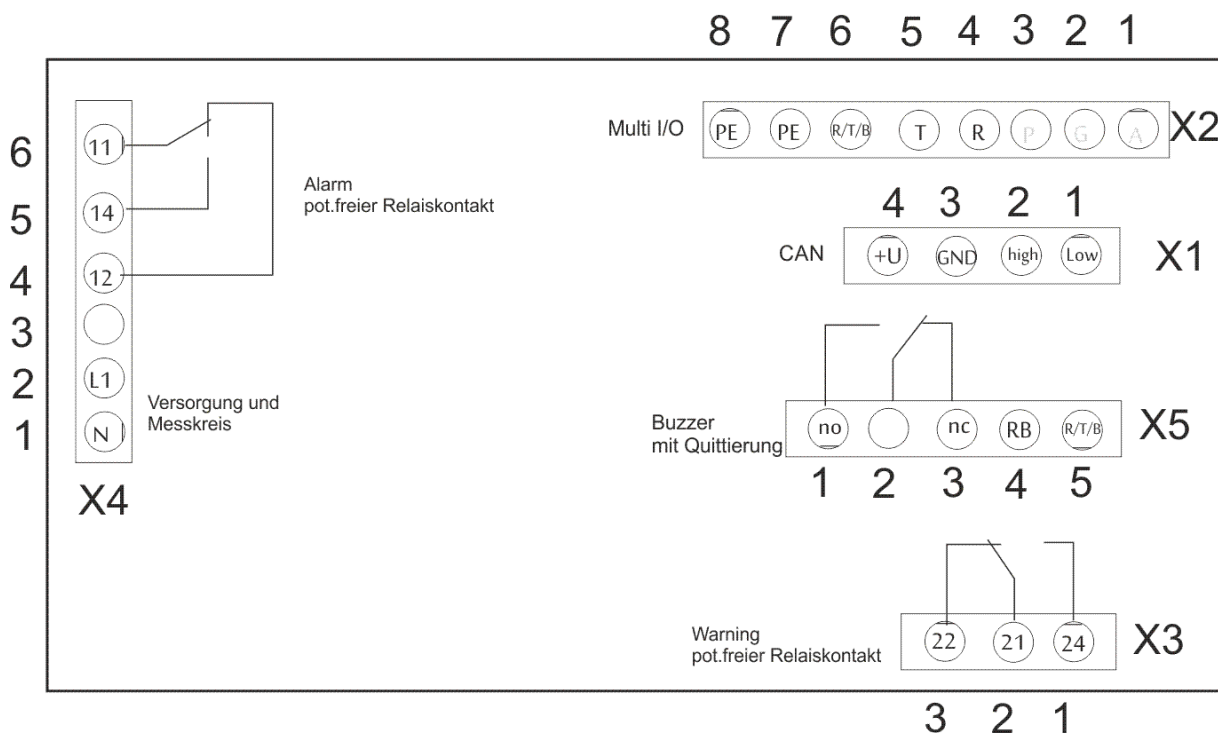 8 7 6 5 4 3 2 1
Multi I/O PE PE R/T/B T R P G A X2
4 3 2 1
CAN +U GND high Low X1
6 11
5 14
4 12
3
2 L1
1 N
X4
Alarm
pot.freier Relaiskontakt
Versorgung und
Messkreis
Buzzer
mit Quittierung
no nc RB R/T/B X5
1 2 3 4 5
Warning
pot.freier Relaiskontakt
22 21 24 X3
3 2 1